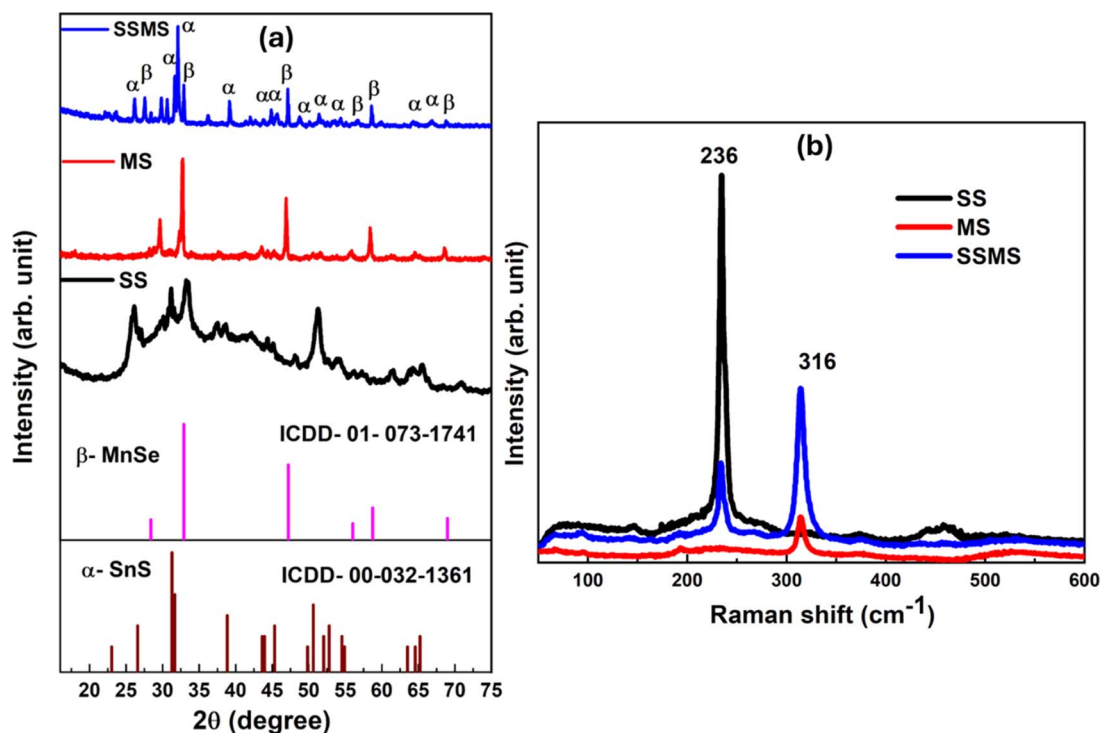 (a)
SSMS
α β α α β α α α β α α α β β α α β
MS
SS
β- MnSe
ICDD- 01- 073-1741
α- SnS
ICDD- 00-032-1361
Intensity (arb. unit)
20 25 30 35 40 45 50 55 60 65 70 75
2θ (degree)
(b)
236
316
SS
MS
SSMS
Intensity (arb. unit)
100 200 300 400 500 600
Raman shift (cm⁻¹)